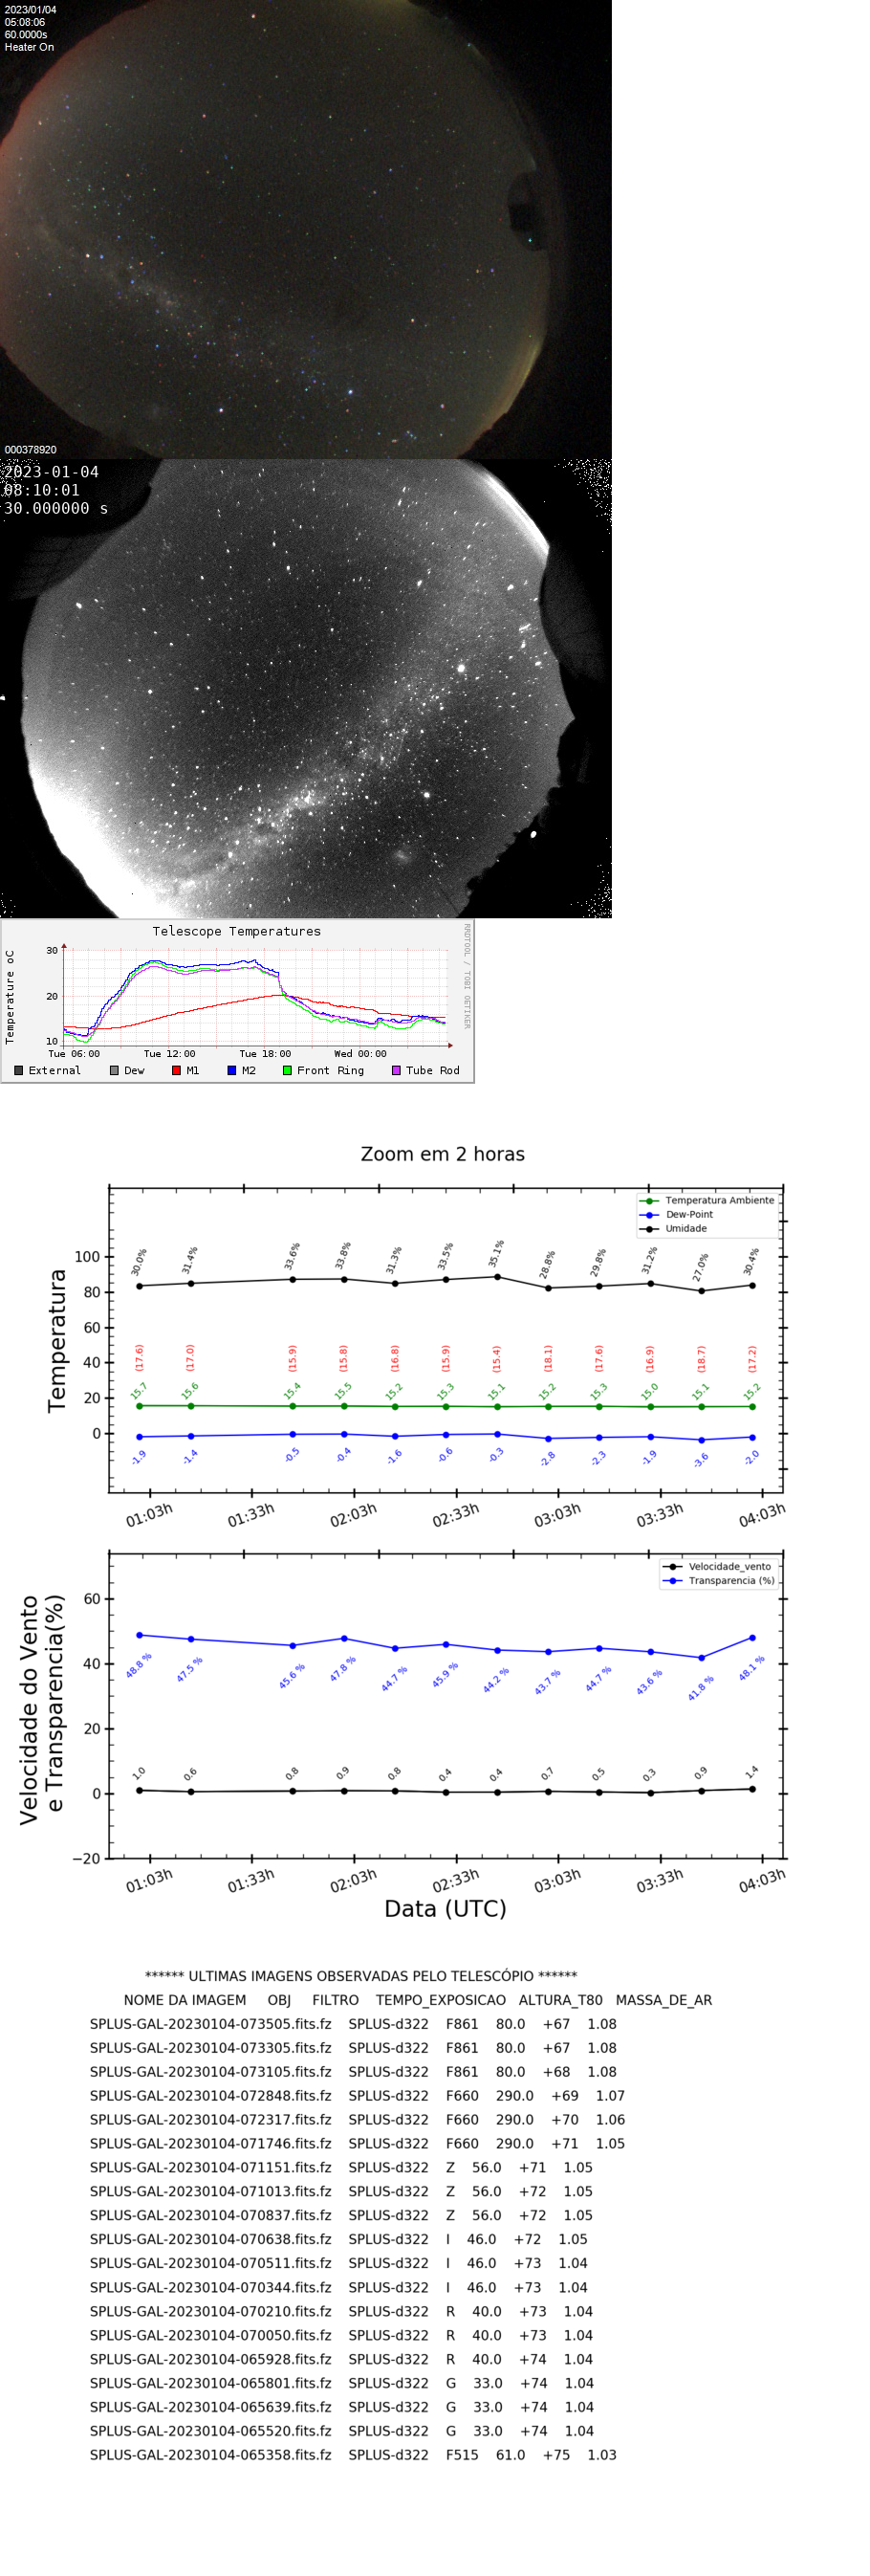 2023/01/04
05:08:06
60.0000s
Heater On
000378920
2023-01-04
08:10:01
30.000000 s
Telescope Temperatures
RRDTOOL / TOBI OETIKER
Temperature oC
30
20
10
Tue 06:00 Tue 12:00 Tue 18:00 Wed 00:00
External Dew M1 M2 Front Ring Tube Rod
Zoom em 2 horas
Temperatura Ambiente
Dew-Point
Umidade
Temperatura
100
80
60
40
20
0
30.0% 31.4% 33.6% 33.8% 31.3% 33.5% 35.1% 28.8% 29.8% 31.2% 27.0% 30.4%
(17.6) (17.0) (15.9) (15.8) (16.8) (15.9) (15.4) (18.1) (17.6) (16.9) (18.7) (17.2)
15.7 15.6 15.4 15.5 15.2 15.3 15.1 15.2 15.3 15.0 15.1 15.2
-1.9 -1.4 -0.5 -0.4 -1.6 -0.6 -0.3 -2.8 -2.3 -1.9 -3.6 -2.0
01:03h 01:33h 02:03h 02:33h 03:03h 03:33h 04:03h
Velocidade_vento
Transparencia (%)
Velocidade do Vento
e Transparencia(%)
60
40
20
0
−20
48.8 % 47.5 % 45.6 % 47.8 % 44.7 % 45.9 % 44.2 % 43.7 % 44.7 % 43.6 % 41.8 % 48.1 %
1.0 0.6 0.8 0.9 0.8 0.4 0.4 0.7 0.5 0.3 0.9 1.4
01:03h 01:33h 02:03h 02:33h 03:03h 03:33h 04:03h
Data (UTC)
****** ULTIMAS IMAGENS OBSERVADAS PELO TELESCÓPIO ******
NOME DA IMAGEM OBJ FILTRO TEMPO_EXPOSICAO ALTURA_T80 MASSA_DE_AR
SPLUS-GAL-20230104-073505.fits.fz SPLUS-d322 F861 80.0 +67 1.08
SPLUS-GAL-20230104-073305.fits.fz SPLUS-d322 F861 80.0 +67 1.08
SPLUS-GAL-20230104-073105.fits.fz SPLUS-d322 F861 80.0 +68 1.08
SPLUS-GAL-20230104-072848.fits.fz SPLUS-d322 F660 290.0 +69 1.07
SPLUS-GAL-20230104-072317.fits.fz SPLUS-d322 F660 290.0 +70 1.06
SPLUS-GAL-20230104-071746.fits.fz SPLUS-d322 F660 290.0 +71 1.05
SPLUS-GAL-20230104-071151.fits.fz SPLUS-d322 Z 56.0 +71 1.05
SPLUS-GAL-20230104-071013.fits.fz SPLUS-d322 Z 56.0 +72 1.05
SPLUS-GAL-20230104-070837.fits.fz SPLUS-d322 Z 56.0 +72 1.05
SPLUS-GAL-20230104-070638.fits.fz SPLUS-d322 I 46.0 +72 1.05
SPLUS-GAL-20230104-070511.fits.fz SPLUS-d322 I 46.0 +73 1.04
SPLUS-GAL-20230104-070344.fits.fz SPLUS-d322 I 46.0 +73 1.04
SPLUS-GAL-20230104-070210.fits.fz SPLUS-d322 R 40.0 +73 1.04
SPLUS-GAL-20230104-070050.fits.fz SPLUS-d322 R 40.0 +73 1.04
SPLUS-GAL-20230104-065928.fits.fz SPLUS-d322 R 40.0 +74 1.04
SPLUS-GAL-20230104-065801.fits.fz SPLUS-d322 G 33.0 +74 1.04
SPLUS-GAL-20230104-065639.fits.fz SPLUS-d322 G 33.0 +74 1.04
SPLUS-GAL-20230104-065520.fits.fz SPLUS-d322 G 33.0 +74 1.04
SPLUS-GAL-20230104-065358.fits.fz SPLUS-d322 F515 61.0 +75 1.03